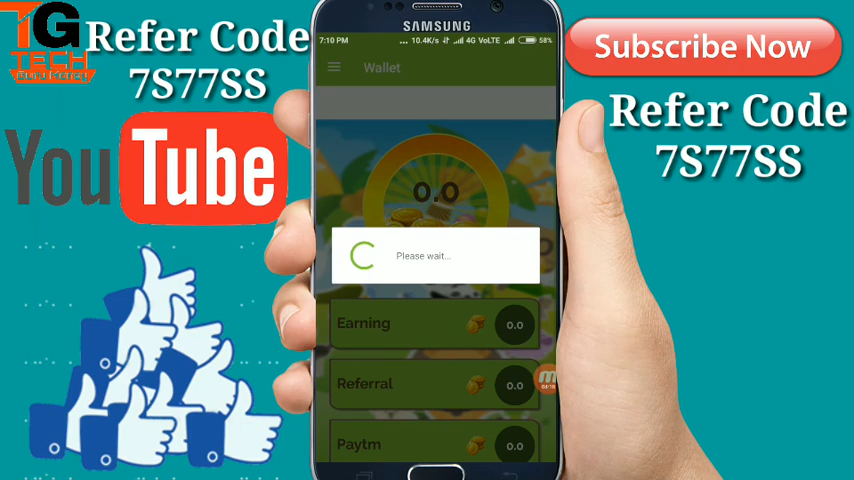 TG
TECH
Refer Code
7S77SS
YouTube
SAMSUNG
7:10 PM
... 10.4K/s 4G VoLTE 58%
Wallet
0.0
Please wait...
Earning 0.0
Referral 0.0
Paytm 0.0
Subscribe Now
Refer Code
7S77SS